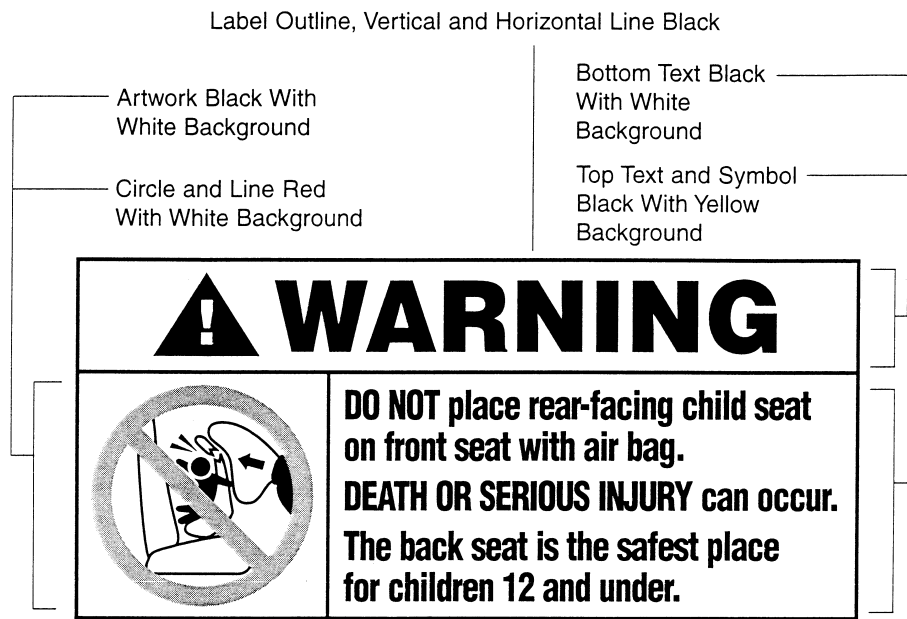 Label Outline, Vertical and Horizontal Line Black
Artwork Black With
White Background
Circle and Line Red
With White Background
Bottom Text Black
With White
Background
Top Text and Symbol
Black With Yellow
Background
! WARNING
DO NOT place rear-facing child seat
on front seat with air bag.
DEATH OR SERIOUS INJURY can occur.
The back seat is the safest place
for children 12 and under.